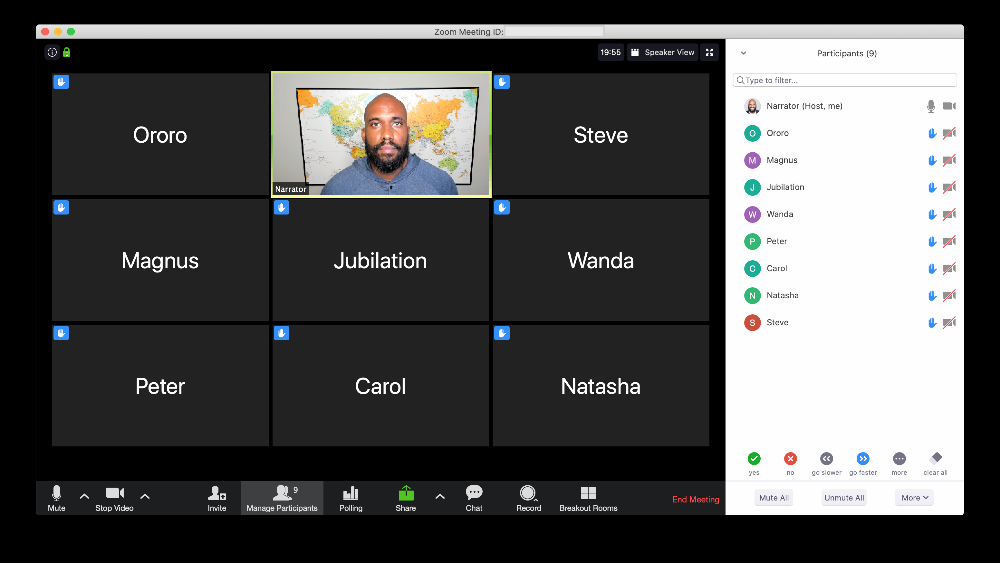 Zoom Meeting ID:
19:55
Speaker View
Ororo
Narrator
Steve
Magnus
Jubilation
Wanda
Peter
Carol
Natasha
Mute
Stop Video
Invite
9
Manage Participants
Polling
Share
Chat
Record
Breakout Rooms
End Meeting
Participants (9)
Type to filter...
Narrator (Host, me)
O Ororo
M Magnus
J Jubilation
W Wanda
P Peter
C Carol
N Natasha
S Steve
yes no go slower go faster more clear all
Mute All Unmute All More